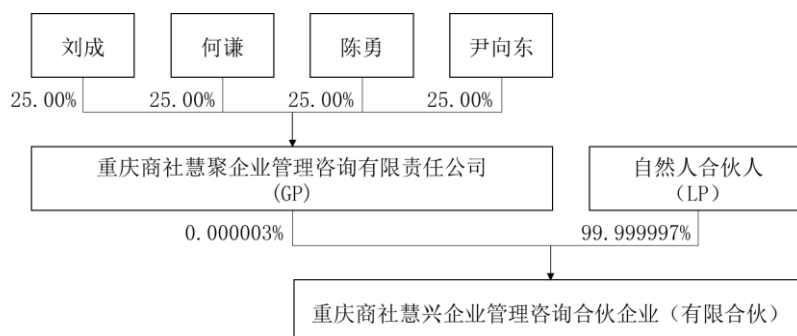 刘成
何谦
陈勇
尹向东
25.00%
25.00%
25.00%
25.00%
重庆商社慧聚企业管理咨询有限责任公司
(GP)
自然人合伙人
（LP）
0.000003%
99.999997%
重庆商社慧兴企业管理咨询合伙企业（有限合伙）